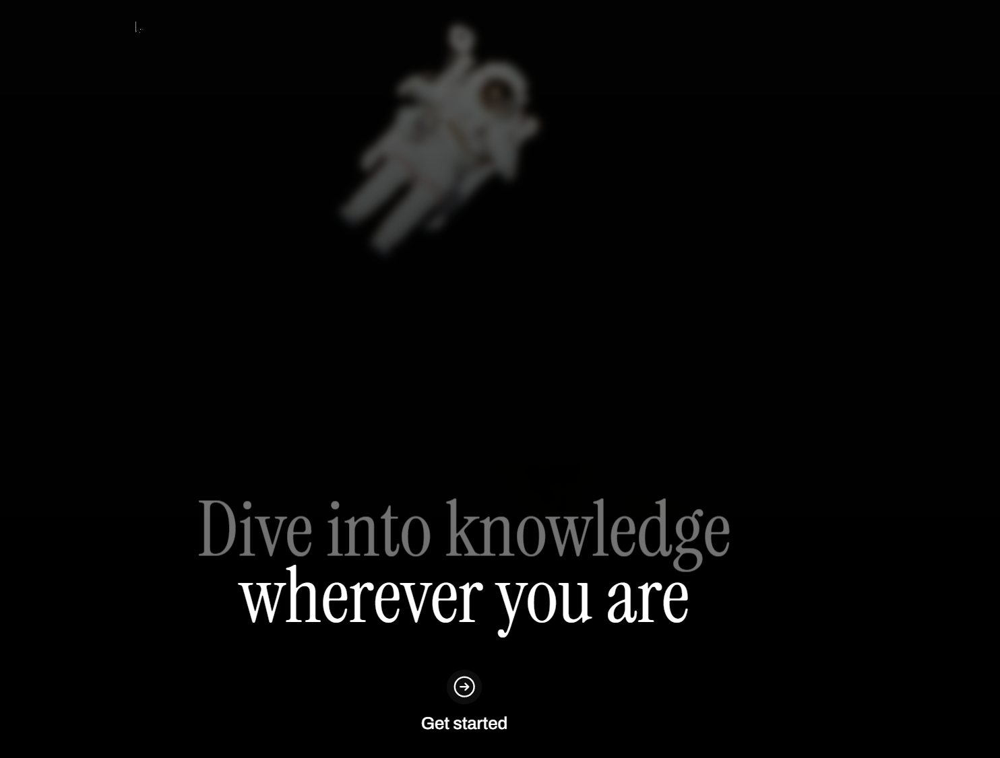 Dive into knowledge
wherever you are
Get started